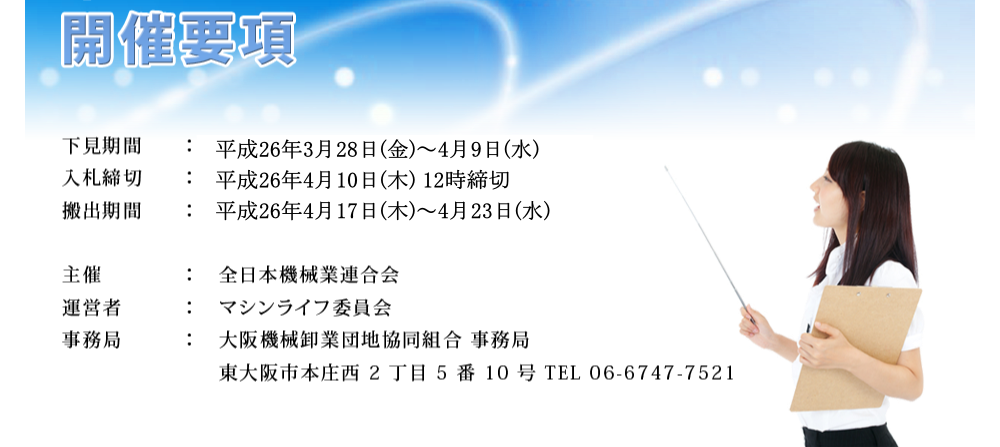 開催要項
下見期間 ： 平成26年3月28日(金)～4月9日(水)
入札締切 ： 平成26年4月10日(木) 12時締切
搬出期間 ： 平成26年4月17日(木)～4月23日(水)
主催 ： 全日本機械業連合会
運営者 ： マシンライフ委員会
事務局 ： 大阪機械卸業団地協同組合 事務局
東大阪市本庄西 2 丁目 5 番 10 号 TEL 06-6747-7521